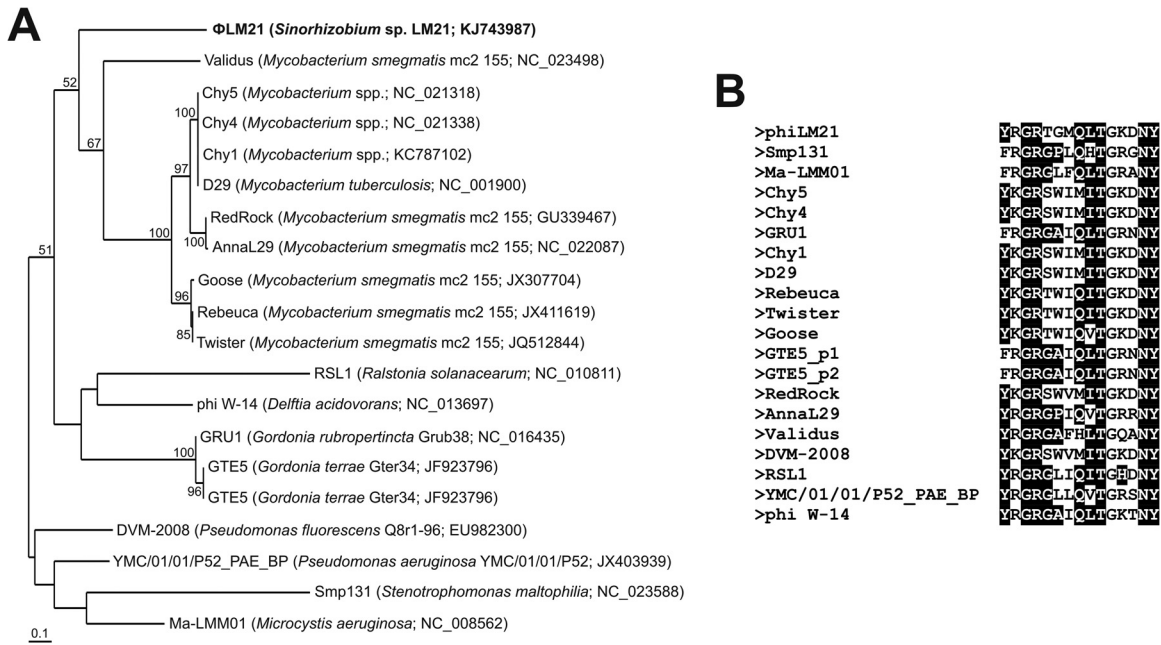 A
ΦLM21 (Sinorhizobium sp. LM21; KJ743987)
52
Validus (Mycobacterium smegmatis mc2 155; NC_023498)
67
Chy5 (Mycobacterium spp.; NC_021318)
100
Chy4 (Mycobacterium spp.; NC_021338)
Chy1 (Mycobacterium spp.; KC787102)
97
D29 (Mycobacterium tuberculosis; NC_001900)
RedRock (Mycobacterium smegmatis mc2 155; GU339467)
100
100
AnnaL29 (Mycobacterium smegmatis mc2 155; NC_022087)
51
Goose (Mycobacterium smegmatis mc2 155; JX307704)
96
Rebeuca (Mycobacterium smegmatis mc2 155; JX411619)
85
Twister (Mycobacterium smegmatis mc2 155; JQ512844)
RSL1 (Ralstonia solanacearum; NC_010811)
phi W-14 (Delftia acidovorans; NC_013697)
GRU1 (Gordonia rubropertincta Grub38; NC_016435)
100
GTE5 (Gordonia terrae Gter34; JF923796)
96
GTE5 (Gordonia terrae Gter34; JF923796)
DVM-2008 (Pseudomonas fluorescens Q8r1-96; EU982300)
YMC/01/01/P52_PAE_BP (Pseudomonas aeruginosa YMC/01/01/P52; JX403939)
Smp131 (Stenotrophomonas maltophilia; NC_023588)
Ma-LMM01 (Microcystis aeruginosa; NC_008562)
0.1
B
>phiLM21 YRGRTGMQLTGKDNY
>Smp131 FRGRGPLQHTGRGNY
>Ma-LMM01 FRGRGLFQLTGRANY
>Chy5 YKGRSWIMITGKDNY
>Chy4 YKGRSWIMITGKDNY
>GRU1 FRGRGAIQLTGRNNY
>Chy1 YKGRSWIMITGKDNY
>D29 YKGRSWIMITGKDNY
>Rebeuca YKGRTWIQITGKDNY
>Twister YKGRTWIQITGKDNY
>Goose YKGRTWIQVTGKDNY
>GTE5_p1 FRGRGAIQLTGRNNY
>GTE5_p2 FRGRGAIQLTGRNNY
>RedRock YKGRSWVMITGKDNY
>AnnaL29 YRGRGPIQVTGRRNY
>Validus YRGRGAFHLTGQANY
>DVM-2008 YKGRSWVMITGKDNY
>RSL1 YRGRGLIQITGHDNY
>YMC/01/01/P52_PAE_BP YRGRGLLQVTGRSNY
>phi W-14 YRGRGAIQLTGKTNY